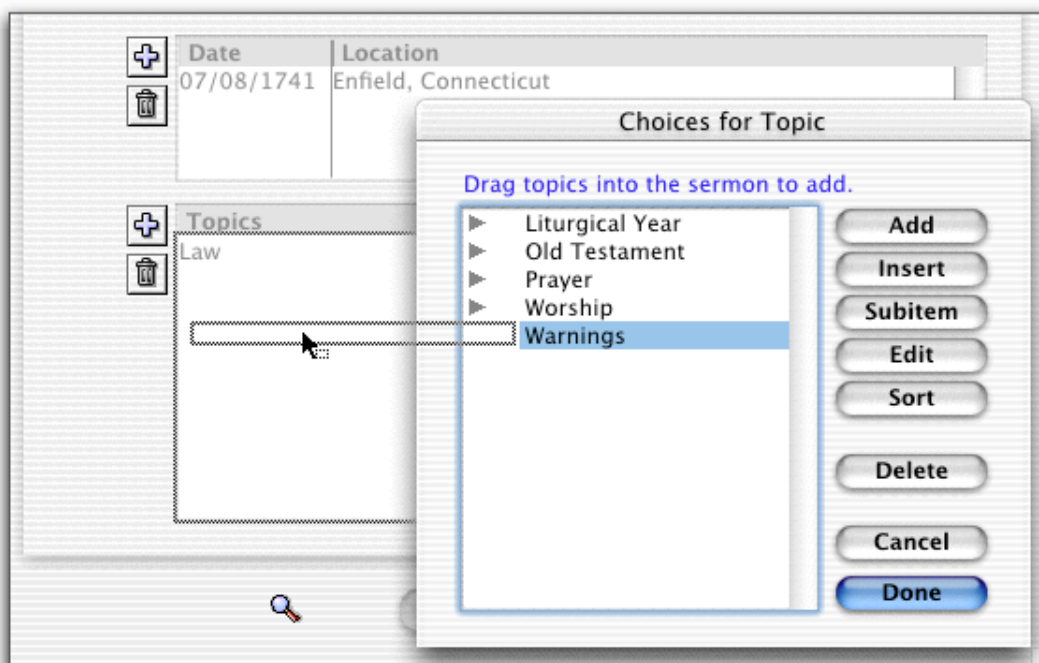 Date Location
07/08/1741 Enfield, Connecticut
Topics
Law
Choices for Topic
Drag topics into the sermon to add.
Liturgical Year
Old Testament
Prayer
Worship
Warnings
Add
Insert
Subitem
Edit
Sort
Delete
Cancel
Done